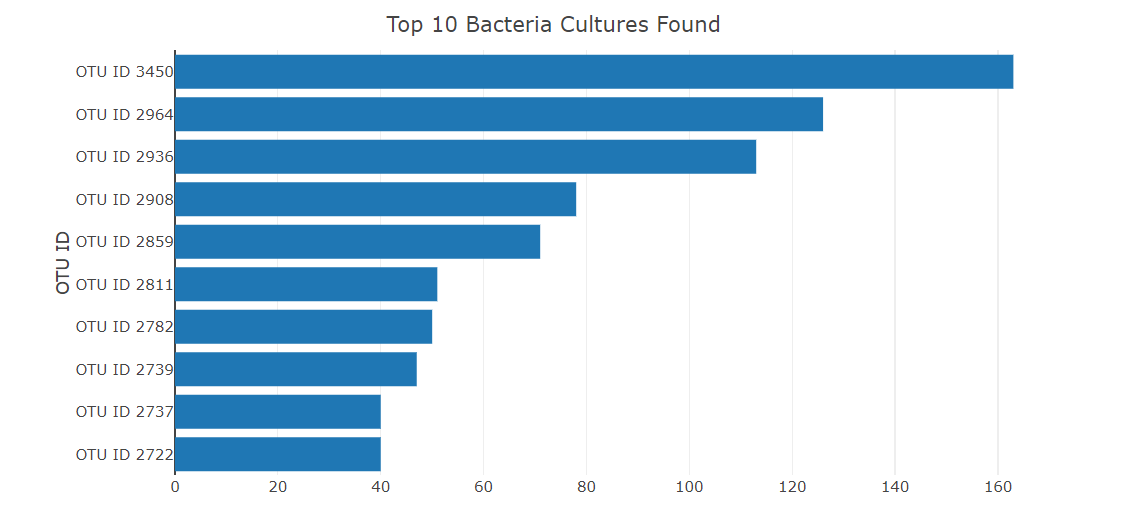 Top 10 Bacteria Cultures Found
OTU ID
OTU ID 3450
OTU ID 2964
OTU ID 2936
OTU ID 2908
OTU ID 2859
OTU ID 2811
OTU ID 2782
OTU ID 2739
OTU ID 2737
OTU ID 2722
0 20 40 60 80 100 120 140 160